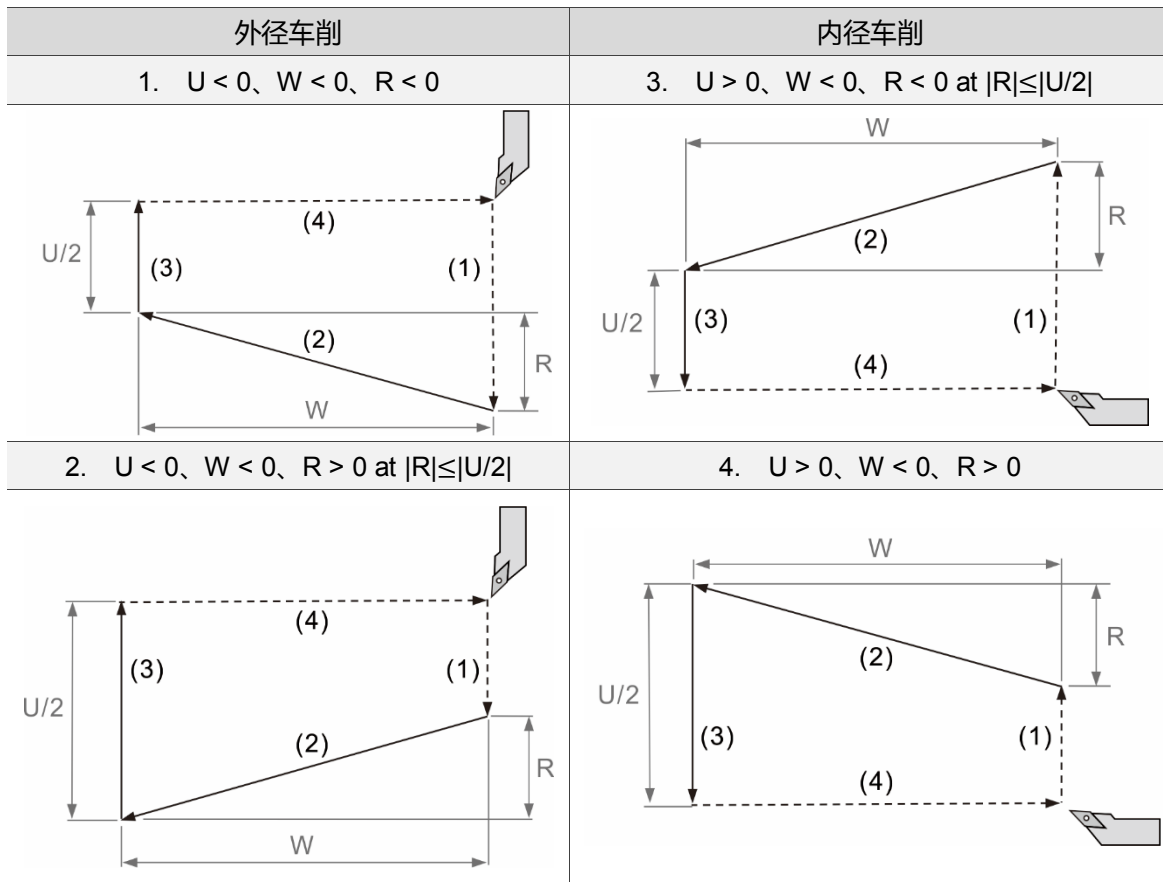 外径车削
内径车削
1. U < 0、W < 0、R < 0
3. U > 0、W < 0、R < 0 at |R|≤|U/2|
(4)
U/2
(3)
(1)
(2)
R
W
W
R
(2)
U/2
(3)
(1)
(4)
2. U < 0、W < 0、R > 0 at |R|≤|U/2|
4. U > 0、W < 0、R > 0
(4)
(3)
(1)
U/2
(2)
R
W
W
R
(2)
U/2
(3)
(1)
(4)